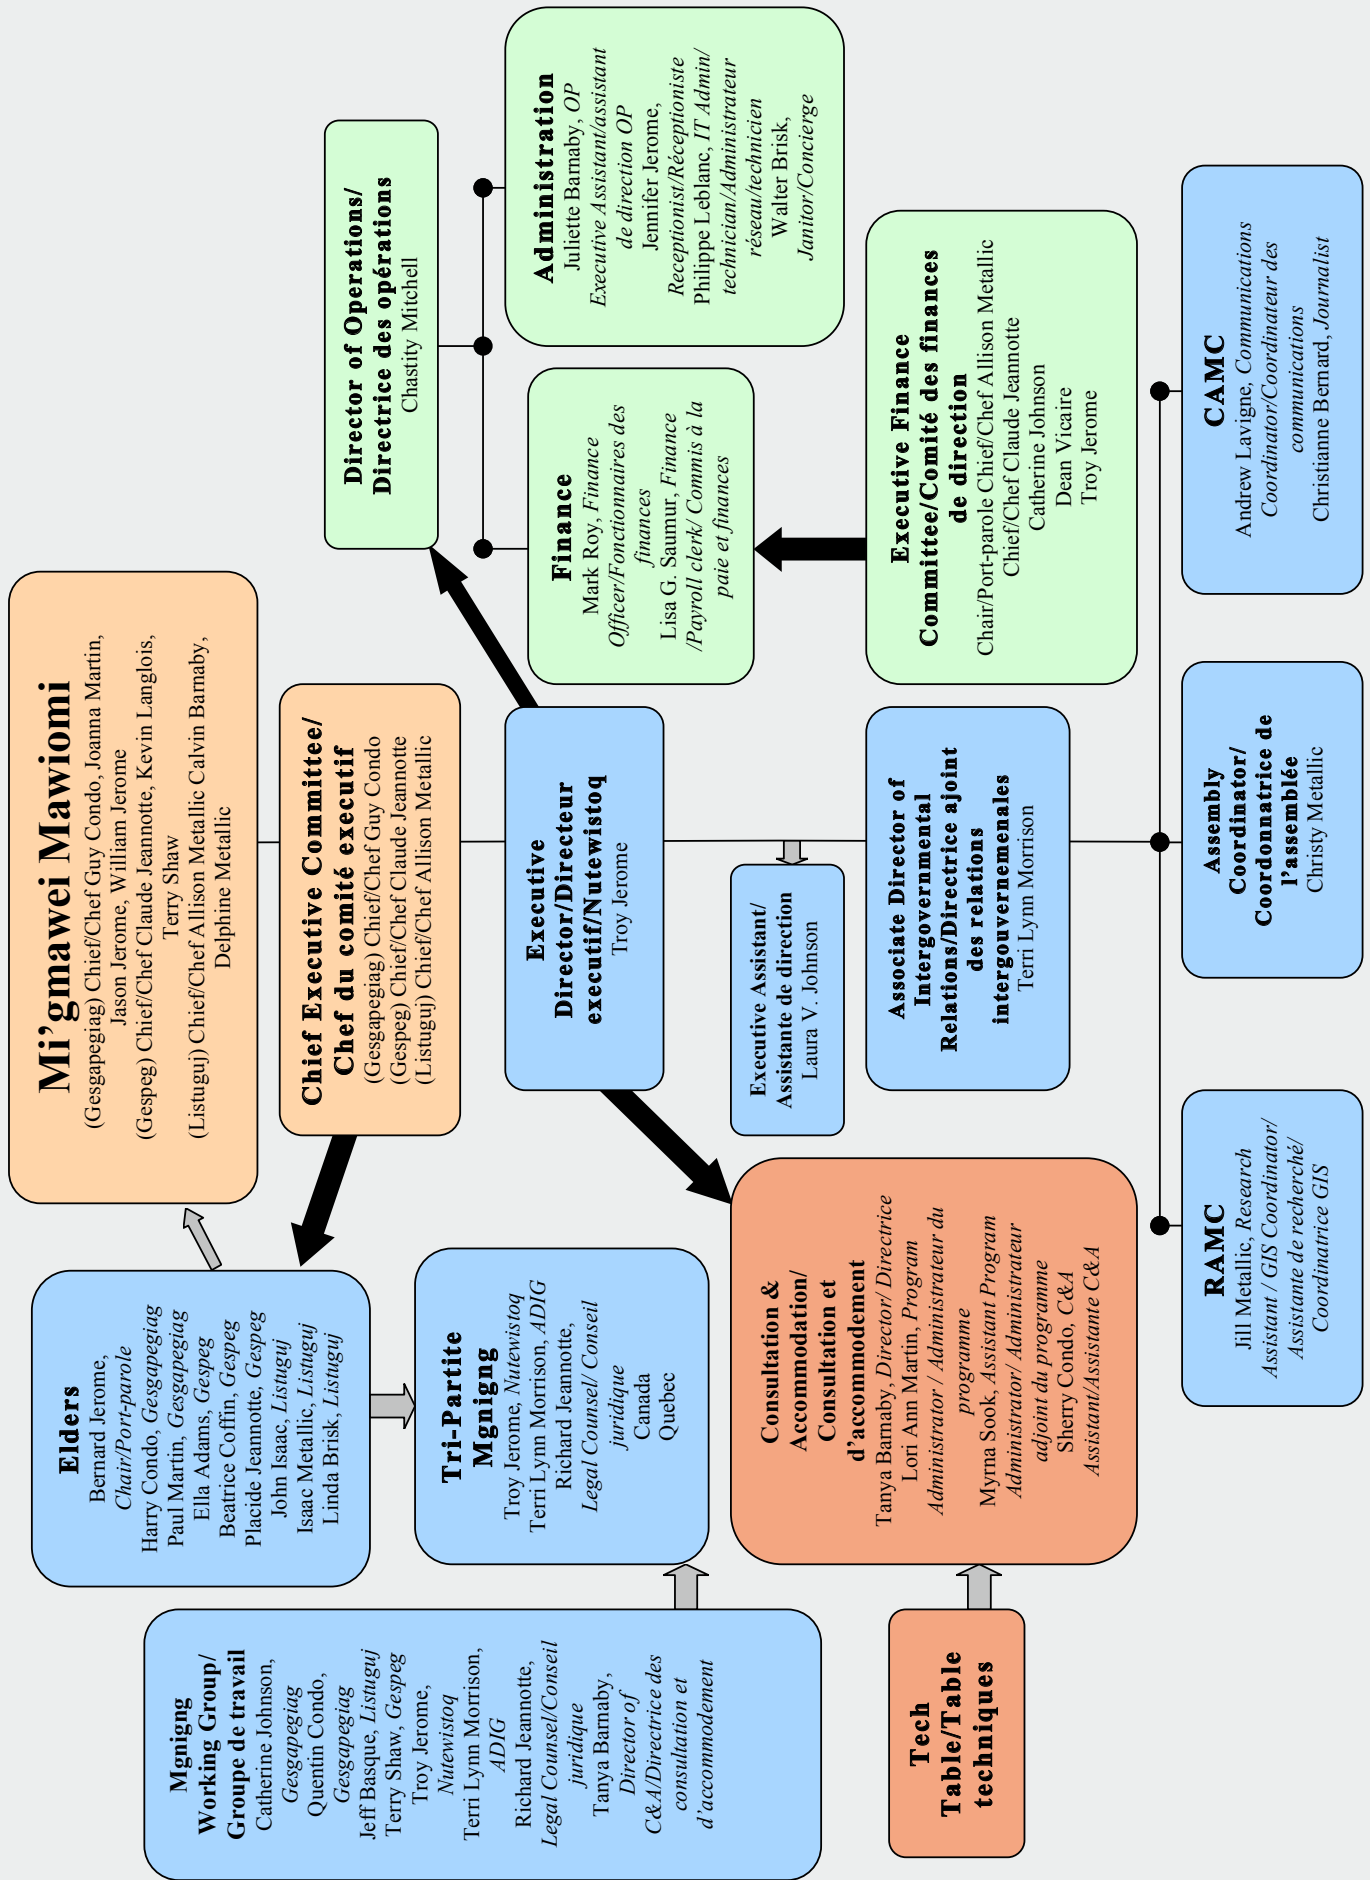 Mi’gmawei Mawiomi
(Gesgapegiag) Chief/Chef Guy Condo, Joanna Martin,
Jason Jerome, William Jerome
(Gespeg) Chief/Chef Claude Jeannotte, Kevin Langlois,
Terry Shaw
(Listuguj) Chief/Chef Allison Metallic Calvin Barnaby,
Delphine Metallic
Chief Executive Committee/
Chef du comité executif
(Gesgapegiag) Chief/Chef Guy Condo
(Gespeg) Chief/Chef Claude Jeannotte
(Listuguj) Chief/Chef Allison Metallic
Elders
Bernard Jerome,
Chair/Port-parole
Harry Condo, Gesgapegiag
Paul Martin, Gesgapegiag
Ella Adams, Gespeg
Beatrice Coffin, Gespeg
Placide Jeannotte, Gespeg
John Isaac, Listuguj
Isaac Metallic, Listuguj
Linda Brisk, Listuguj
Mgnigng
Working Group/
Groupe de travail
Catherine Johnson,
Gesgapegiag
Quentin Condo,
Gesgapegiag
Jeff Basque, Listuguj
Terry Shaw, Gespeg
Troy Jerome,
Nutewistoq
Terri Lynn Morrison,
ADIG
Richard Jeannotte,
Legal Counsel/Conseil
juridique
Tanya Barnaby,
Director of
C&A/Directrice des
consultation et
d’accommodement
Tri-Partite
Mgnigng
Troy Jerome, Nutewistoq
Terri Lynn Morrison, ADIG
Richard Jeannotte,
Legal Counsel/ Conseil
juridique
Canada
Quebec
Executive
Director/Directeur
executif/Nutewistoq
Troy Jerome
Director of Operations/
Directrice des opérations
Chastity Mitchell
Finance
Mark Roy, Finance
Officer/Fonctionnaires des
finances
Lisa G. Saumur, Finance
/Payroll clerk/ Commis à la
paie et finances
Administration
Juliette Barnaby, OP
Executive Assistant/assistant
de direction OP
Jennifer Jerome,
Receptionist/Réceptioniste
Philippe Leblanc, IT Admin/
technician/Administrateur
réseau/technicien
Walter Brisk,
Janitor/Concierge
Executive Assistant/
Assistante de direction
Laura V. Johnson
Tech
Table/Table
techniques
Consultation &
Accommodation/
Consultation et
d’accommodement
Tanya Barnaby, Director/ Directrice
Lori Ann Martin, Program
Administrator / Administrateur du
programme
Myrna Sook, Assistant Program
Administrator/ Administrateur
adjoint du programme
Sherry Condo, C&A
Assistant/Assistante C&A
Associate Director of
Intergovernmental
Relations/Directrice ajoint
des relations
intergouvernemenales
Terri Lynn Morrison
Executive Finance
Committee/Comité des finances
de direction
Chair/Port-parole Chief/Chef Allison Metallic
Chief/Chef Claude Jeannotte
Catherine Johnson
Dean Vicaire
Troy Jerome
RAMC
Jill Metallic, Research
Assistant / GIS Coordinator/
Assistante de recherché/
Coordinatrice GIS
Assembly
Coordinator/
Coordonnatrice de
l’assemblée
Christy Metallic
CAMC
Andrew Lavigne, Communications
Coordinator/Coordinateur des
communications
Christianne Bernard, Journalist